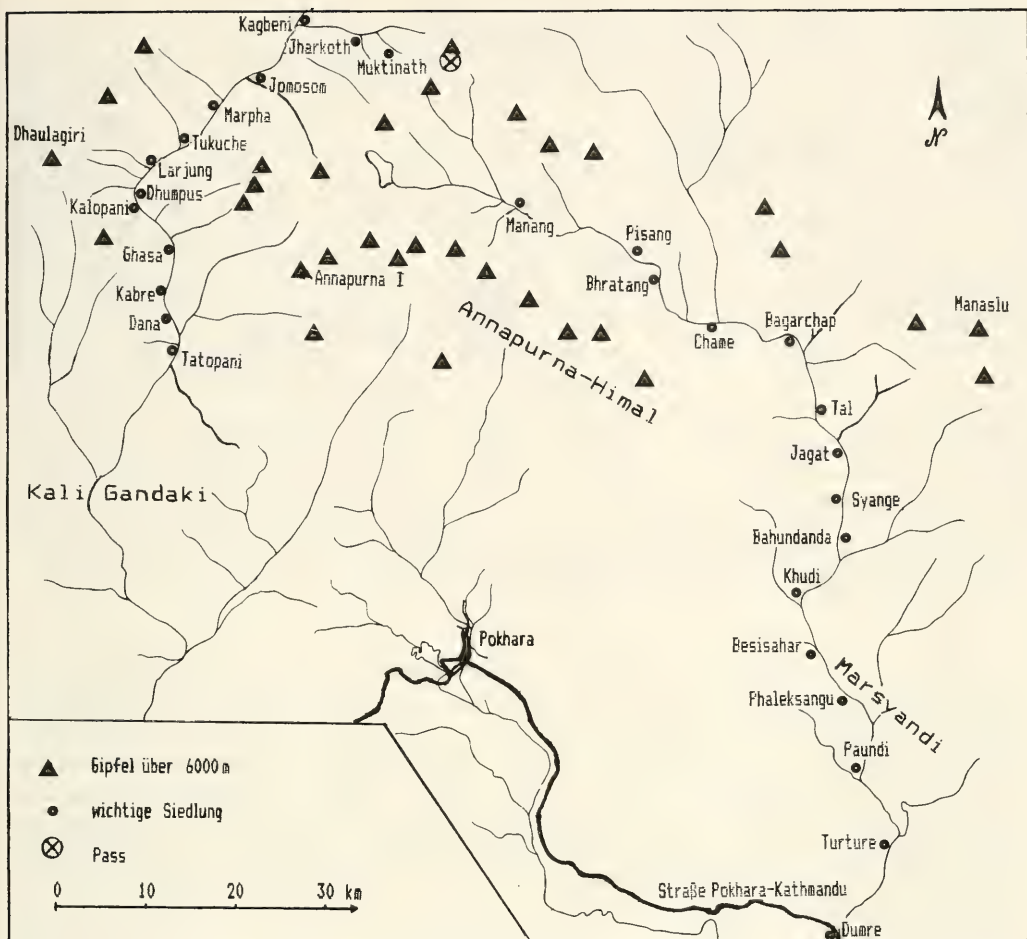 Kagbeni
Jharkoth
Muktinath
Jomosom
Marpha
Dhaulagiri
Tukuche
Larjung
Dhumpus
Kalopani
Manang
Pisang
Ghasa
Bhratang
Annapurna I
Kabre
Manaslu
Dana
Bagarchap
Chame
Tatopani
Annapurna-Himal
Tal
Jagat
Kali Gandaki
Syange
Bahundanda
Khudi
Pokhara
Besisahar
Marsyandi
Phaleksangu
Paundi
Turture
Straße Pokhara-Kathmandu
Dumre
N
Gipfel über 6000 m
wichtige Siedlung
Pass
0 10 20 30 km